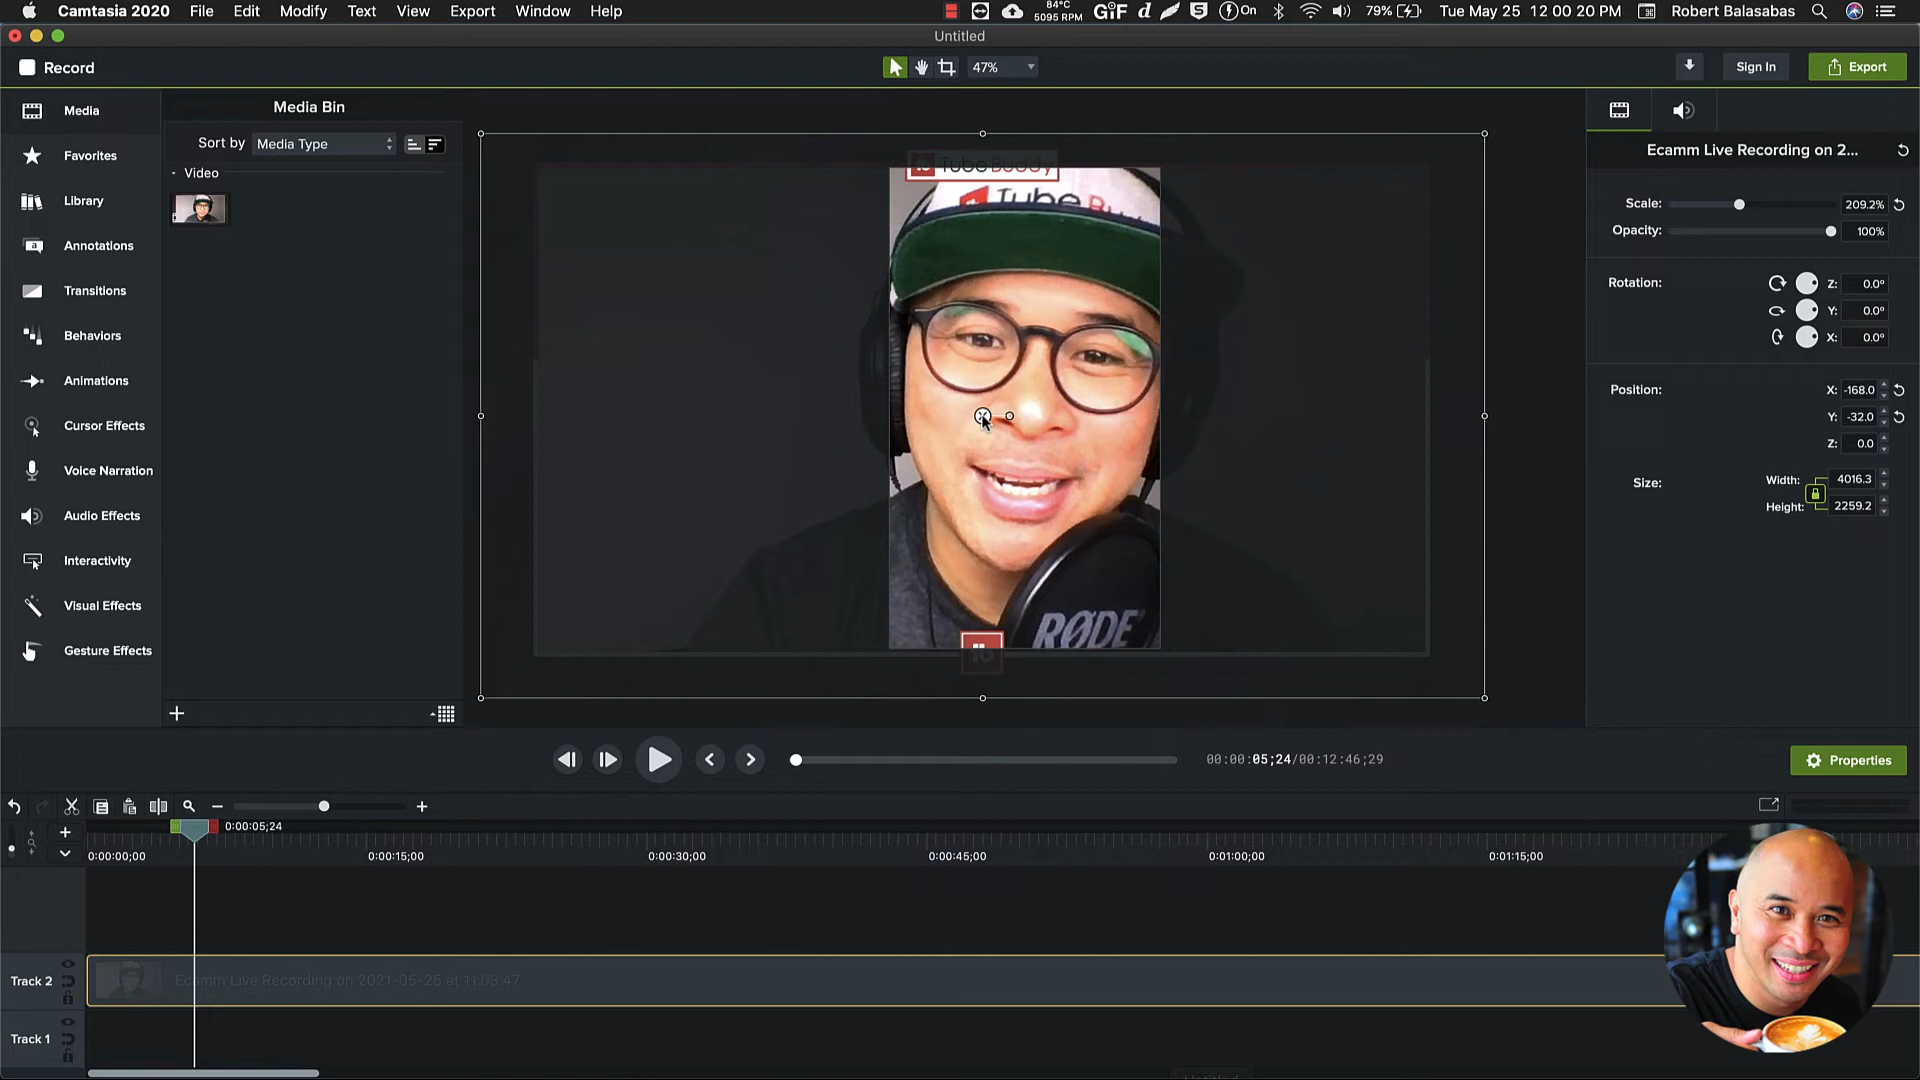 Camtasia 2020 File Edit Modify Text View Export Window Help
84°C
5095 RPM
GiF
On
79%
Tue May 25 12 00 20 PM
Robert Balasabas
Untitled
Record
47%
Sign In
Export
Media
Favorites
Library
Annotations
Transitions
Behaviors
Animations
Cursor Effects
Voice Narration
Audio Effects
Interactivity
Visual Effects
Gesture Effects
Media Bin
Sort by Media Type
Video
TubeBuddy
Tube Bu
RØDE
Ecamm Live Recording on 2...
Scale: 209.2%
Opacity: 100%
Rotation: Z: 0.0º
Y: 0.0º
X: 0.0º
Position: X: -168.0
Y: -32.0
Z: 0.0
Size: Width: 4016.3
Height: 2259.2
00:00:05;24/00:12:46;29
Properties
0:00:05;24
0:00:00;00 0:00:15;00 0:00:30;00 0:00:45;00 0:01:00;00 0:01:15;00
Track 2
Ecamm Live Recording on 2021-05-25 at 11.03.47
Track 1